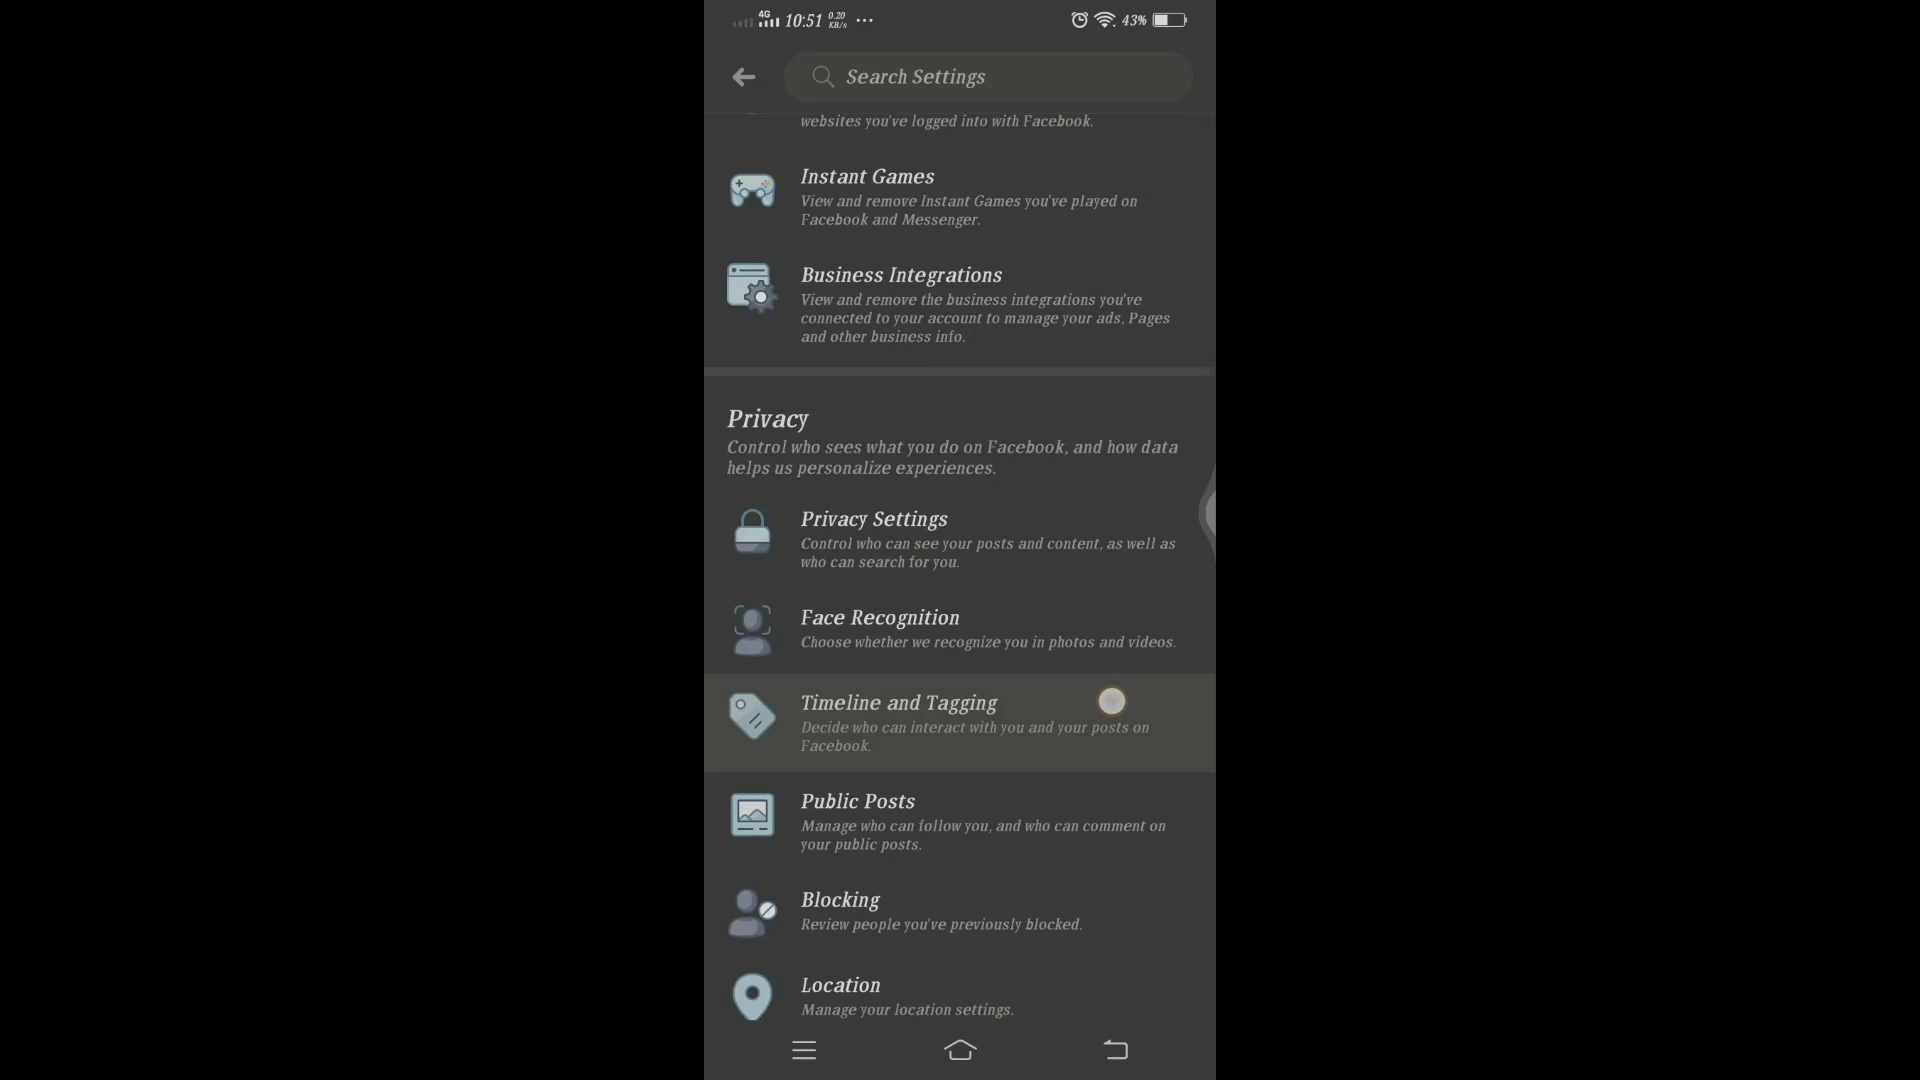 4G 10:51 0.20 KB/s ... 43%
Search Settings
websites you've logged into with Facebook.
Instant Games
View and remove Instant Games you've played on
Facebook and Messenger.
Business Integrations
View and remove the business integrations you've
connected to your account to manage your ads, Pages
and other business info.
Privacy
Control who sees what you do on Facebook, and how data
helps us personalize experiences.
Privacy Settings
Control who can see your posts and content, as well as
who can search for you.
Face Recognition
Choose whether we recognize you in photos and videos.
Timeline and Tagging
Decide who can interact with you and your posts on
Facebook.
Public Posts
Manage who can follow you, and who can comment on
your public posts.
Blocking
Review people you've previously blocked.
Location
Manage your location settings.